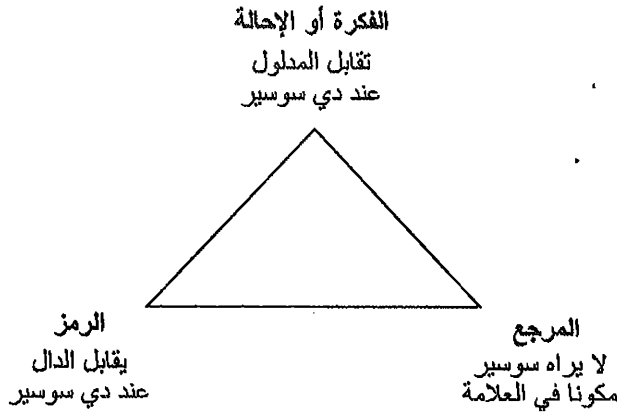 الفكرة أو الإحالة
تقابل المدلول
عند دي سوسير
المرجع
لا يراه سوسير
مكونا في العلامة
الرمز
يقابل الدال
عند دي سوسير